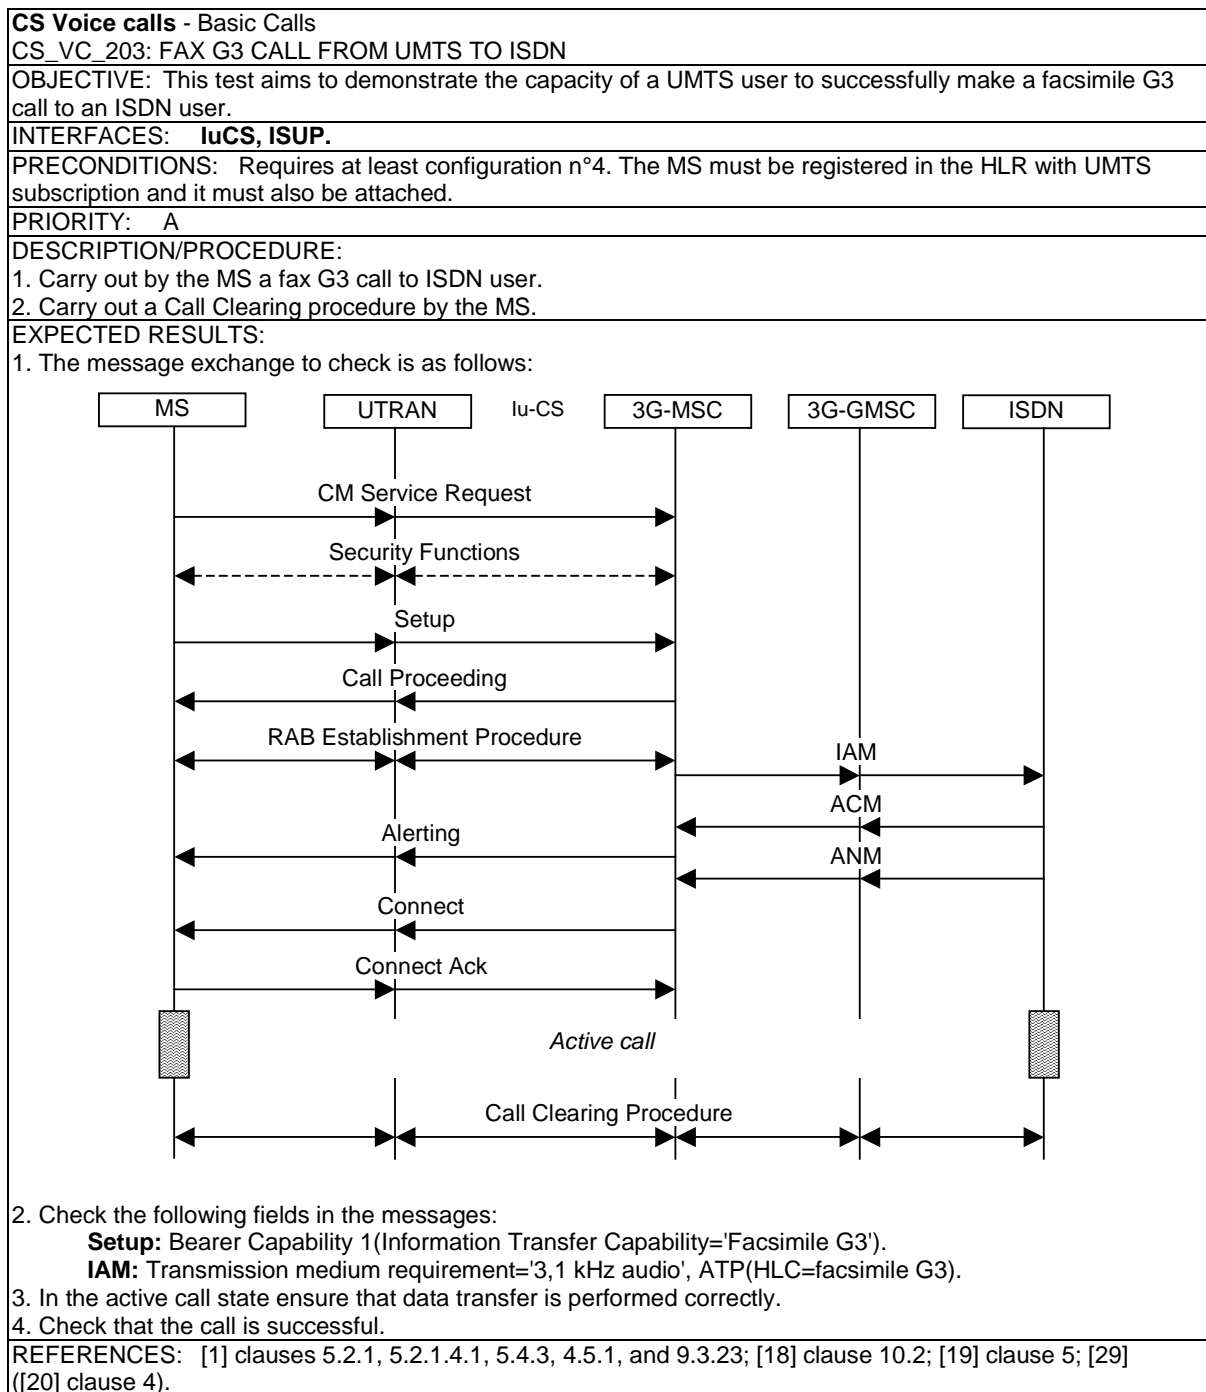 CS Voice calls - Basic Calls
CS_VC_203: FAX G3 CALL FROM UMTS TO ISDN
OBJECTIVE: This test aims to demonstrate the capacity of a UMTS user to successfully make a facsimile G3
call to an ISDN user.
INTERFACES: IuCS, ISUP.
PRECONDITIONS: Requires at least configuration n°4. The MS must be registered in the HLR with UMTS
subscription and it must also be attached.
PRIORITY: A
DESCRIPTION/PROCEDURE:
1. Carry out by the MS a fax G3 call to ISDN user.
2. Carry out a Call Clearing procedure by the MS.
EXPECTED RESULTS:
1. The message exchange to check is as follows:
MS UTRAN Iu-CS 3G-MSC 3G-GMSC ISDN
CM Service Request
Security Functions
Setup
Call Proceeding
RAB Establishment Procedure
IAM
ACM
Alerting
ANM
Connect
Connect Ack
Active call
Call Clearing Procedure
2. Check the following fields in the messages:
Setup: Bearer Capability 1(Information Transfer Capability='Facsimile G3').
IAM: Transmission medium requirement='3,1 kHz audio', ATP(HLC=facsimile G3).
3. In the active call state ensure that data transfer is performed correctly.
4. Check that the call is successful.
REFERENCES: [1] clauses 5.2.1, 5.2.1.4.1, 5.4.3, 4.5.1, and 9.3.23; [18] clause 10.2; [19] clause 5; [29]
([20] clause 4).